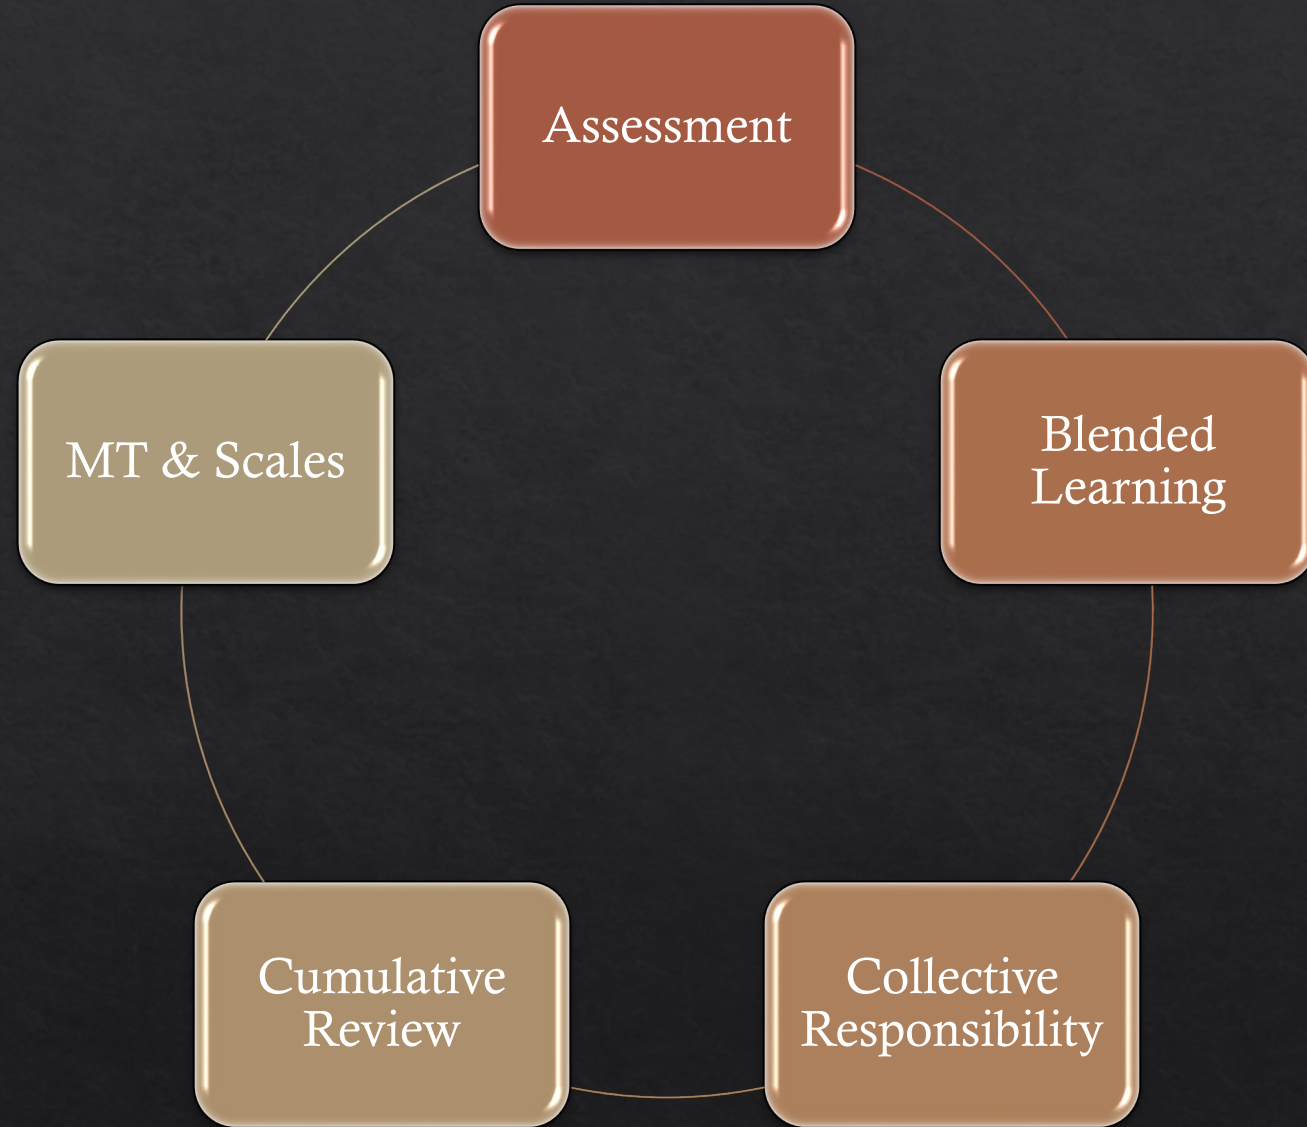 Assessment
Blended
Learning
Collective
Responsibility
Cumulative
Review
MT & Scales